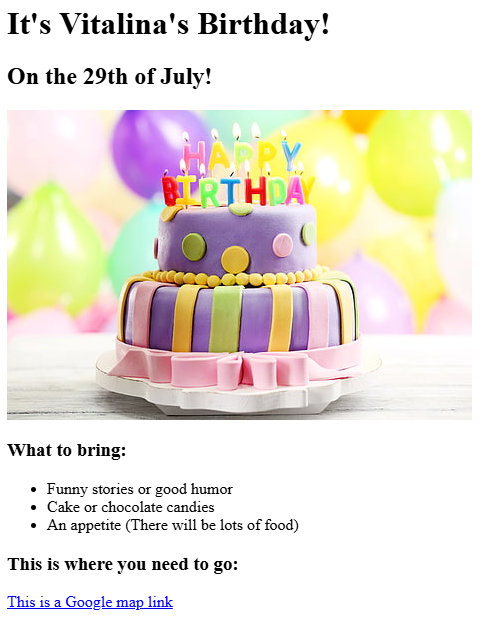 It's Vitalina's Birthday!
On the 29th of July!
HAPPY
BIRTHDAY
What to bring:
Funny stories or good humor
Cake or chocolate candies
An appetite (There will be lots of food)
This is where you need to go:
This is a Google map link